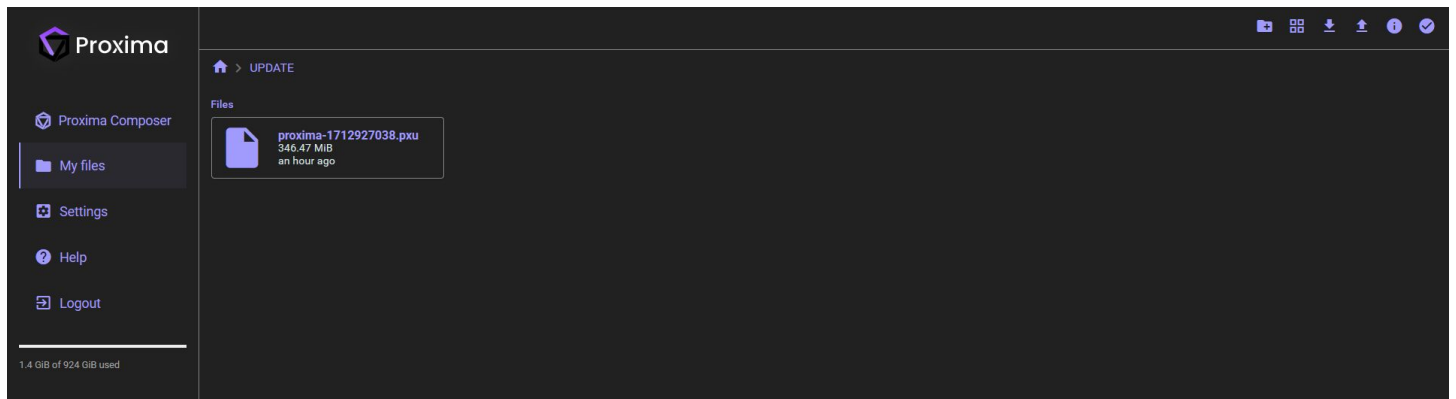 Proxima
UPDATE
Files
Proxima Composer
proxima-1712927038.pxu
346.47 MiB
an hour ago
My files
Settings
Help
Logout
1.4 GiB of 924 GiB used